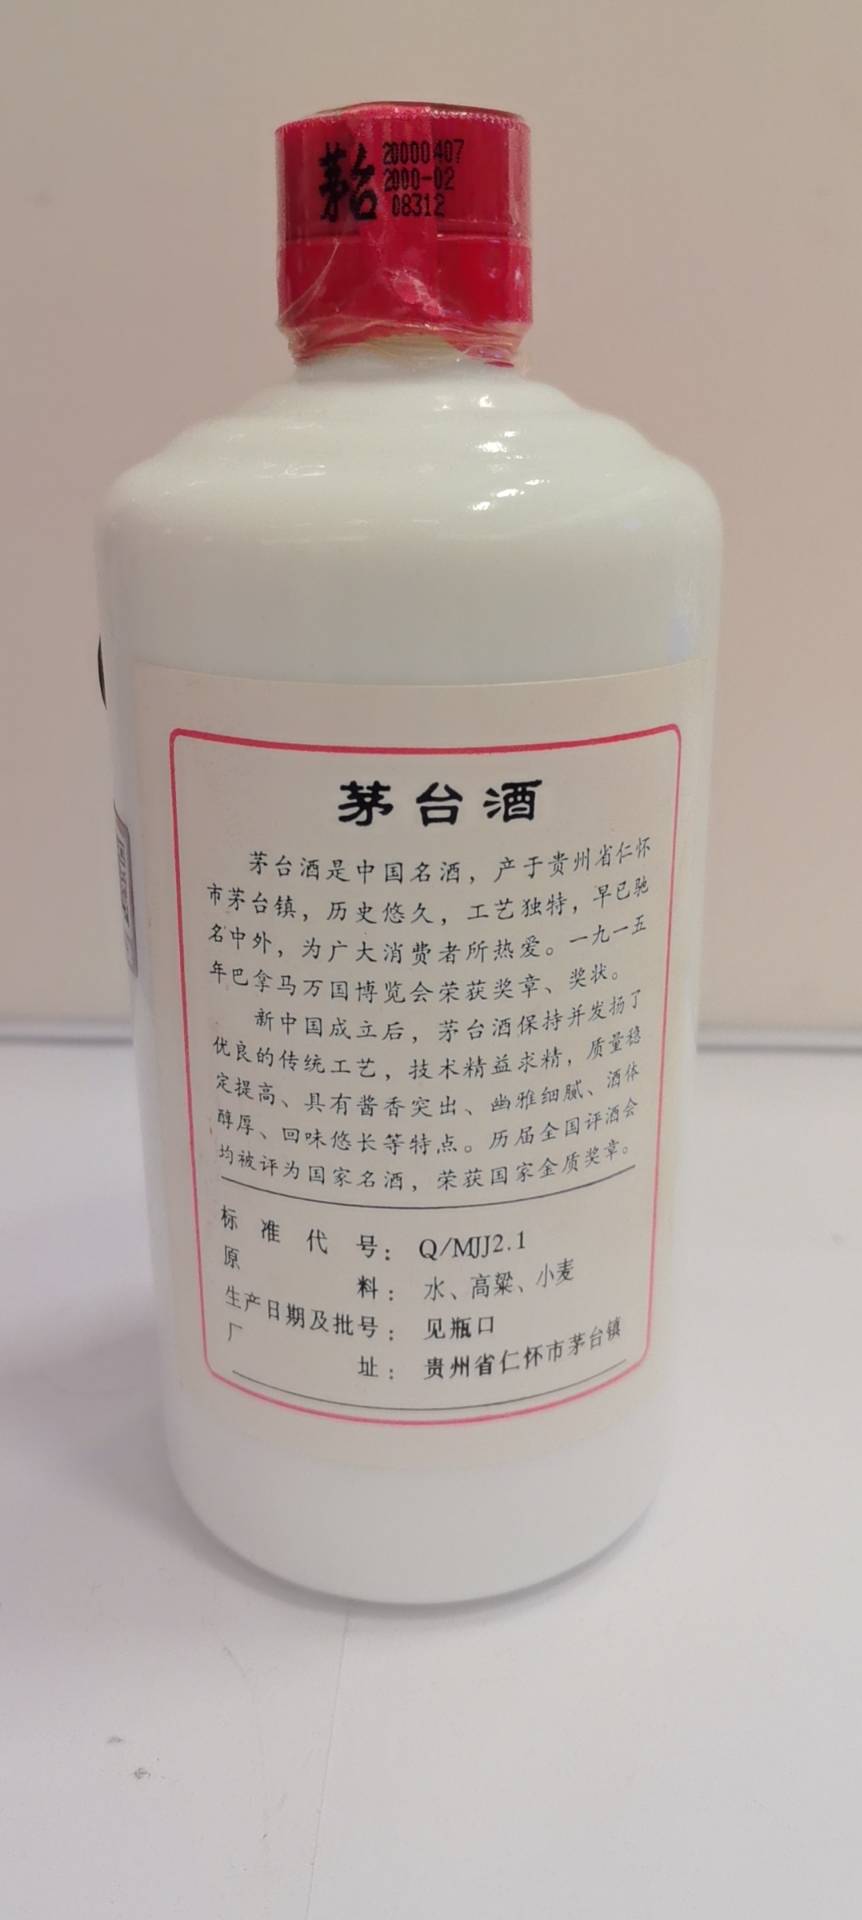 茅台
20000407
2000-02
08312
茅台酒
茅台酒是中国名酒，产于贵州省仁怀
市茅台镇，历史悠久，工艺独特，早已驰
名中外，为广大消费者所热爱。一九一五
年巴拿马万国博览会荣获奖章、奖状。
新中国成立后，茅台酒保持并发扬了
优良的传统工艺，技术精益求精，质量稳
定提高、具有酱香突出、幽雅细腻、酒体
醇厚、回味悠长等特点。历届全国评酒会
均被评为国家名酒，荣获国家金质奖章。
标准代号：Q/MJJ2.1
原料：水、高粱、小麦
生产日期及批号：见瓶口
厂址：贵州省仁怀市茅台镇